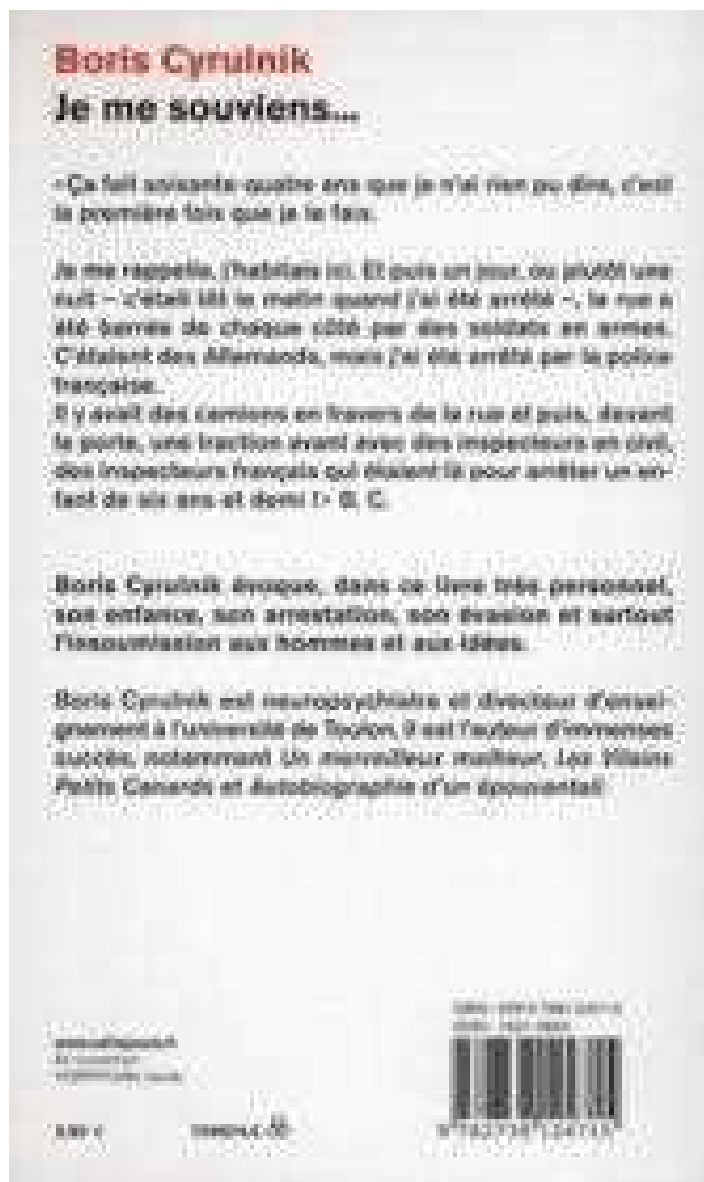 Boris Cyrulnik
Je me souviens...
«Ça fait soixante-quatre ans que je n'ai rien pu dire, c'est
la première fois que je le fais.
Je me rappelle, j'habitais ici. Et puis un jour, ou plutôt une
nuit – c'était tôt le matin quand j'ai été arrêté –, la rue a
été barrée de chaque côté par des soldats en armes.
C'étaient des Allemands, mais j'ai été arrêté par la police
française.
Il y avait des camions en travers de la rue et puis, devant
la porte, une traction avant avec des inspecteurs en civil,
des inspecteurs français qui étaient là pour arrêter un en-
fant de six ans et demi !» B. C.
Boris Cyrulnik évoque, dans ce livre très personnel,
son enfance, son arrestation, son évasion et surtout
l'insoumission aux hommes et aux idées.
Boris Cyrulnik est neuropsychiatre et directeur d'ensei-
gnement à l'université de Toulon. Il est l'auteur d'immenses
succès, notamment Un merveilleux malheur, Les Vilains
Petits Canards et Autobiographie d'un épouvantail.